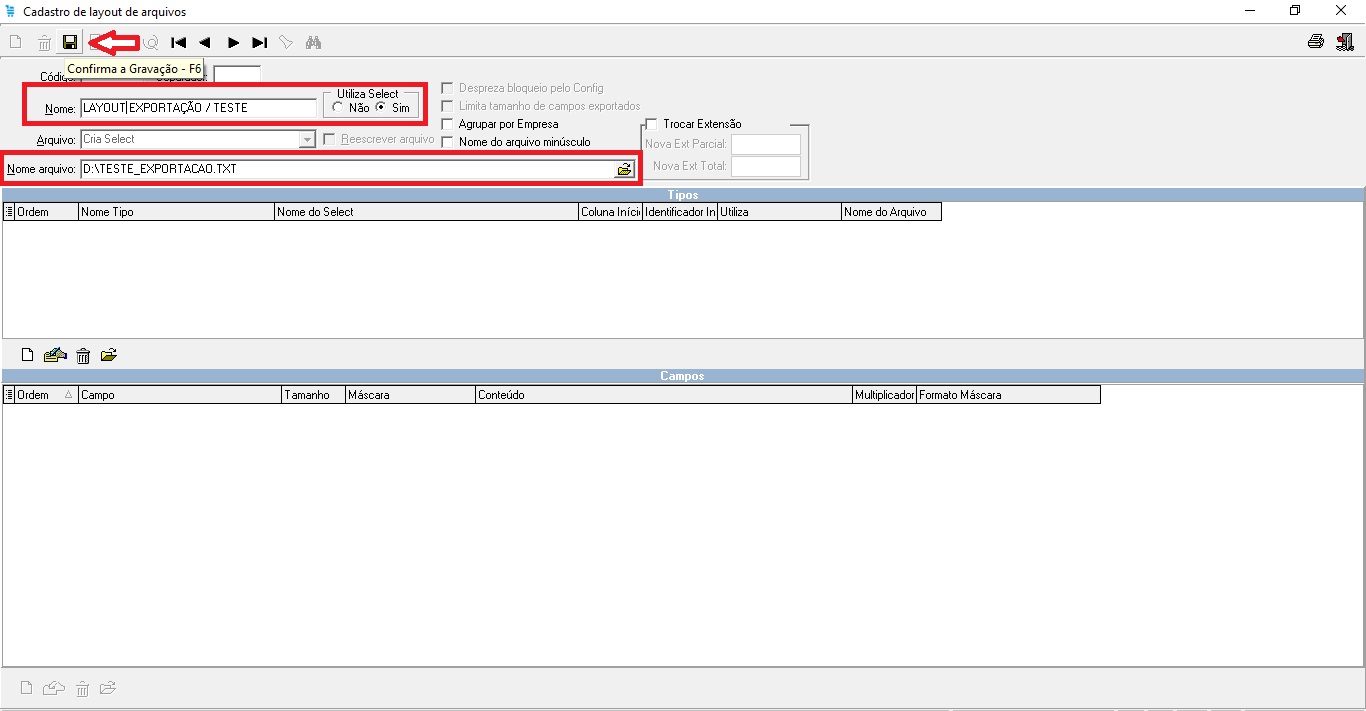 Cadastro de layout de arquivos
Confirma a Gravação - F6
Nome: LAYOUT EXPORTAÇÃO / TESTE
Utiliza Select
Não Sim
Despreza bloqueio pelo Config
Limita tamanho de campos exportados
Agrupar por Empresa
Nome do arquivo minúsculo
Trocar Extensão
Arquivo: Cria Select
Reescrever arquivo
Nova Ext Parcial:
Nova Ext Total:
Nome arquivo: D:\TESTE_EXPORTACAO.TXT
Tipos
Ordem Nome Tipo Nome do Select Coluna Iníci Identificador In Utiliza Nome do Arquivo
Campos
Ordem Campo Tamanho Máscara Conteúdo Multiplicador Formato Máscara